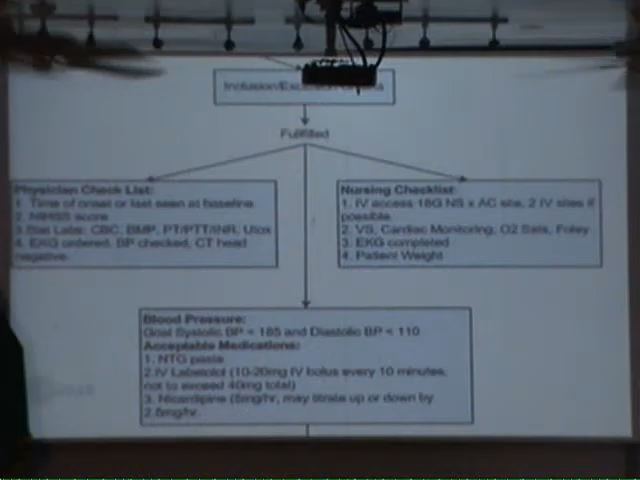 Inclusion/Exclusion Criteria
Fullfilled
Physician Check List:
1. Time of onset or last seen at baseline.
2. NIHSS score
3. Stat Labs: CBC, BMP, PT/PTT/INR, Utox
4. EKG ordered, BP checked, CT head
negative.
Nursing Checklist:
1. IV access 18G NS x AC site, 2 IV sites if
possible.
2. VS, Cardiac Monitoring, O2 Sats, Foley
3. EKG completed
4. Patient Weight
Blood Pressure:
Goal Systolic BP < 185 and Diastolic BP < 110
Acceptable Medications:
1. NTG paste
2. IV Labetolol (10-20mg IV bolus every 10 minutes,
not to exceed 40mg total)
3. Nicardipine (5mg/hr, may titrate up or down by
2.5mg/hr.